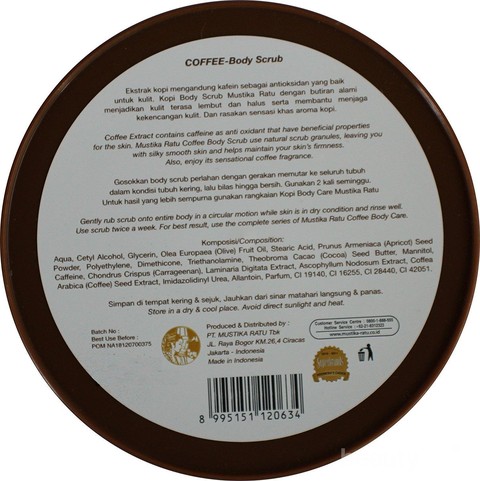 COFFEE-Body Scrub
Ekstrak kopi mengandung kafein sebagai antioksidan yang baik
untuk kulit. Kopi Body Scrub Mustika Ratu dengan butiran alami
menjadikan kulit terasa lembut dan halus serta membantu menjaga
kekencangan kulit. Dan rasakan sensasi khas aroma kopi.
Coffee Extract contains caffeine as anti oxidant that have beneficial properties
for the skin. Mustika Ratu Coffee Body Scrub use natural scrub granules, leaving you
with silky smooth skin and helps maintain your skin's firmness.
Also, enjoy its sensational coffee fragrance.
Gosokkan body scrub perlahan dengan gerakan memutar ke seluruh tubuh
dalam kondisi tubuh kering, lalu bilas hingga bersih. Gunakan 2 kali seminggu.
Untuk hasil yang lebih sempurna gunakan rangkaian Kopi Body Care Mustika Ratu
Gently rub scrub onto entire body in a circular motion while skin is in dry condition and rinse well.
Use scrub twice a week. For best result, use the complete series of Mustika Ratu Coffee Body Care.
Komposisi/Composition:
Aqua, Cetyl Alcohol, Glycerin, Olea Europaea (Olive) Fruit Oil, Stearic Acid, Prunus Armeniaca (Apricot) Seed
Powder, Polyethylene, Dimethicone, Triethanolamine, Theobroma Cacao (Cocoa) Seed Butter, Mannitol,
Caffeine, Chondrus Crispus (Carrageenan), Laminaria Digitata Extract, Ascophyllum Nodosum Extract, Coffea
Arabica (Coffee) Seed Extract, Imidazolidinyl Urea, Allantoin, Parfum, CI 19140, CI 16255, CI 28440, CI 42051.
Simpan di tempat kering & sejuk, Jauhkan dari sinar matahari langsung & panas.
Store in a dry & cool place. Avoid direct sunlight and heat.
Batch No :
Best Use Before :
POM NA18120700375
Produced & Distributed by :
PT. MUSTIKA RATU Tbk
JL. Raya Bogor KM.26,4 Ciracas
Jakarta - Indonesia
Made in Indonesia
Customer Service Centre : 0800-1-888-555
www.mustika-ratu.co.id
8 995151 120634